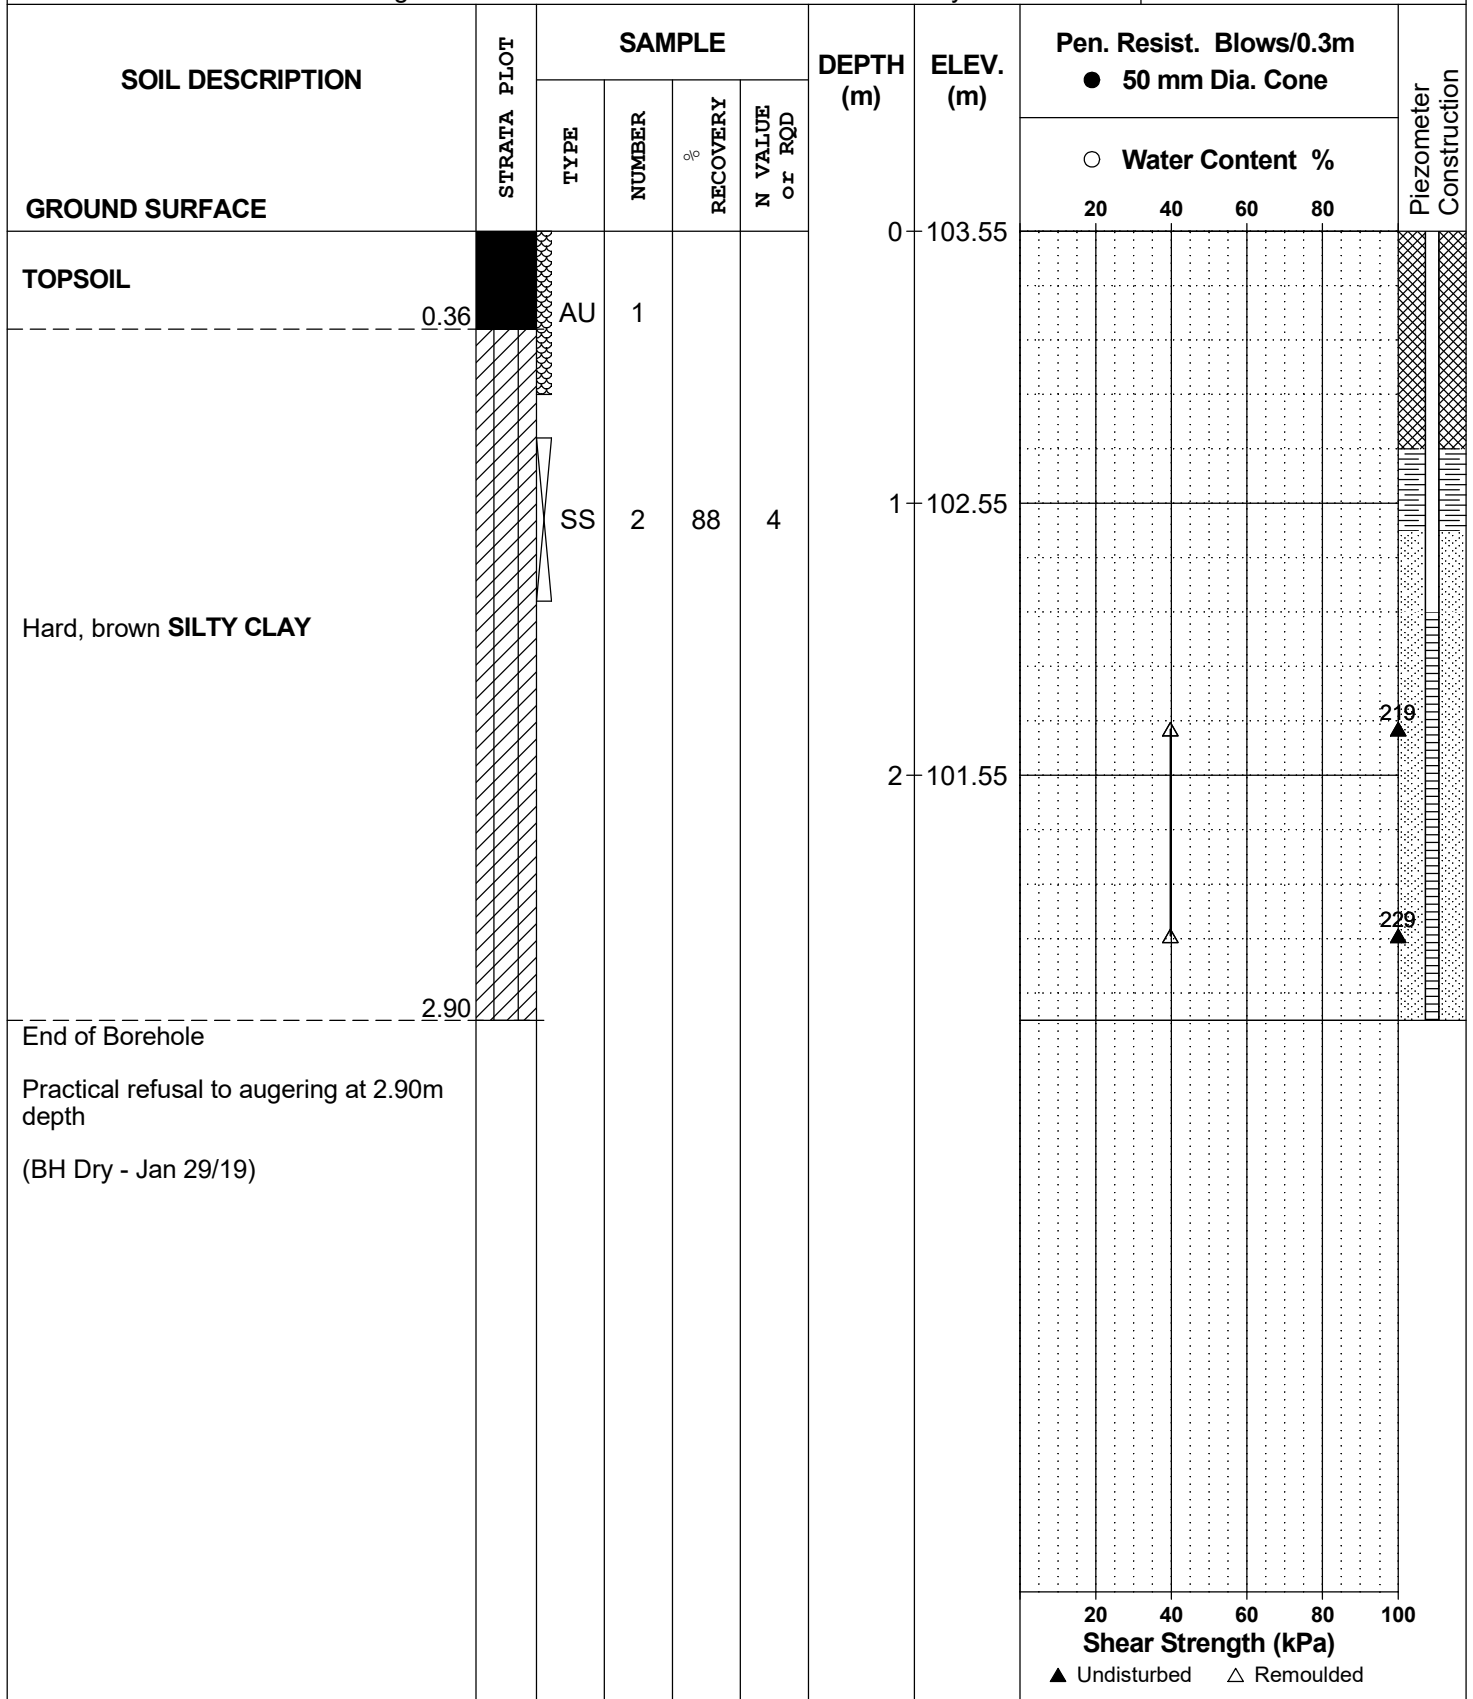 SOIL DESCRIPTION
GROUND SURFACE
STRATA PLOT
SAMPLE
TYPE
NUMBER
% RECOVERY
N VALUE or RQD
DEPTH (m)
ELEV. (m)
Pen. Resist. Blows/0.3m
● 50 mm Dia. Cone
○ Water Content %
20 40 60 80
Piezometer Construction
0 103.55
TOPSOIL
0.36
AU 1
1 102.55
SS 2 88 4
Hard, brown SILTY CLAY
219
2 101.55
229
2.90
End of Borehole
Practical refusal to augering at 2.90m
depth
(BH Dry - Jan 29/19)
20 40 60 80 100
Shear Strength (kPa)
▲ Undisturbed △ Remoulded